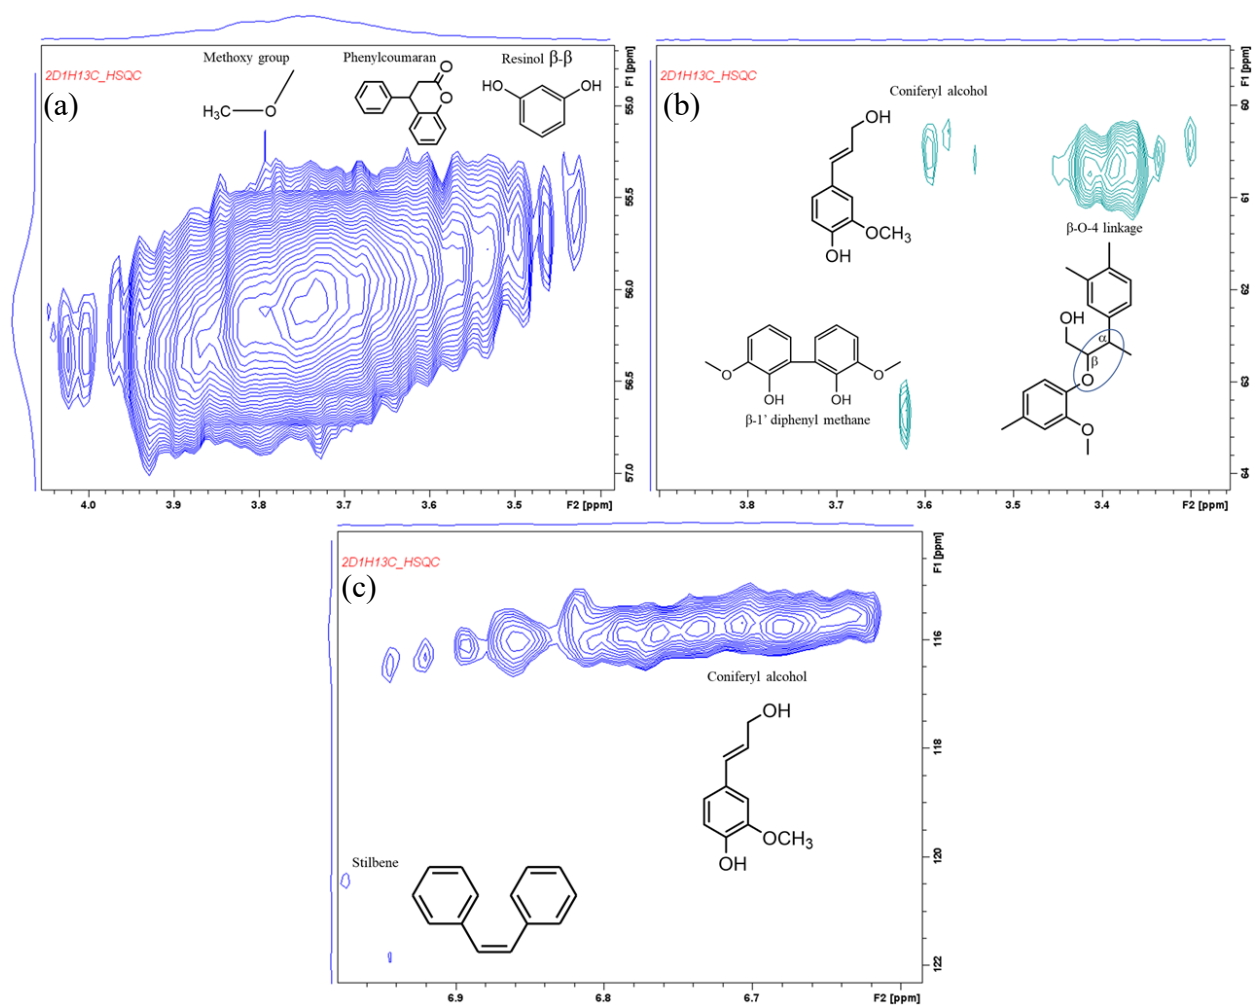 Methoxy group
Phenylcoumaran
Resinol β-β
2D1H13C_HSQC
(a)
H3C
O
O
O
HO
OH
F1 [ppm]
55.0
55.5
56.0
56.5
57.0
4.0
3.9
3.8
3.7
3.6
3.5
F2 [ppm]
2D1H13C_HSQC
(b)
Coniferyl alcohol
OH
OCH3
OH
β-O-4 linkage
OH
α
β
O
O
O
O
OH
OH
β-1' diphenyl methane
F1 [ppm]
60
61
62
63
64
3.8
3.7
3.6
3.5
3.4
F2 [ppm]
2D1H13C_HSQC
(c)
Coniferyl alcohol
OH
OCH3
OH
Stilbene
F1 [ppm]
116
118
120
122
6.9
6.8
6.7
F2 [ppm]